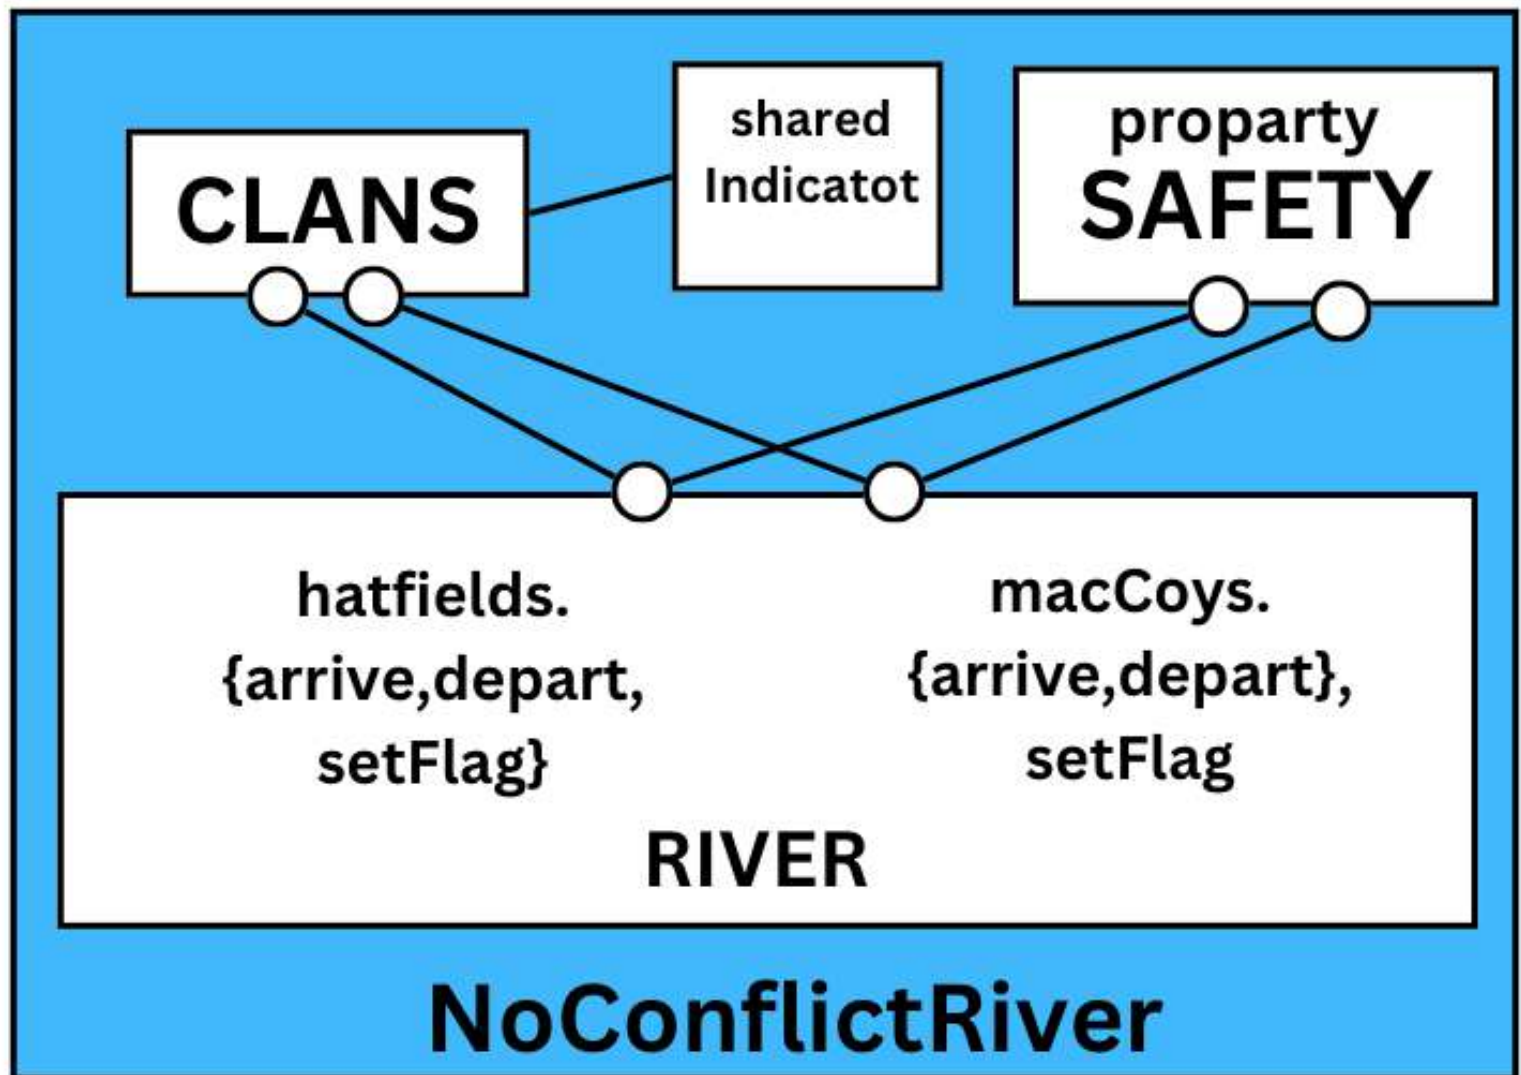 CLANS
shared
Indicatot
proparty
SAFETY
hatfields.
{arrive,depart,
setFlag}
macCoys.
{arrive,depart},
setFlag
RIVER
NoConflictRiver